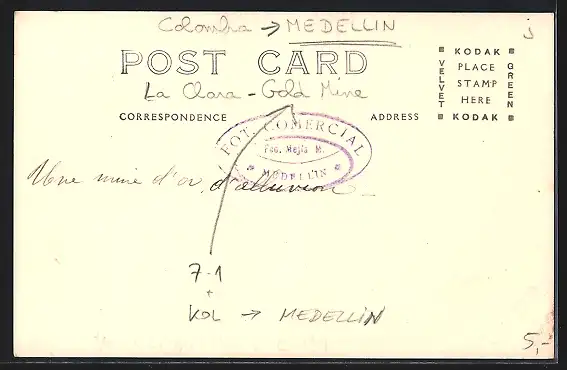 Colombia → MEDELLIN
j
POST CARD
La Clara - Gold Mine
CORRESPONDENCE
ADDRESS
KODAK
VELVET
PLACE
STAMP
HERE
GREEN
KODAK
FOT. COMERCIAL
Fco. Mejia M.
MEDELLIN
Une mine d'or, d'alluvion
7-1
+
KOL → MEDELLIN
5,-